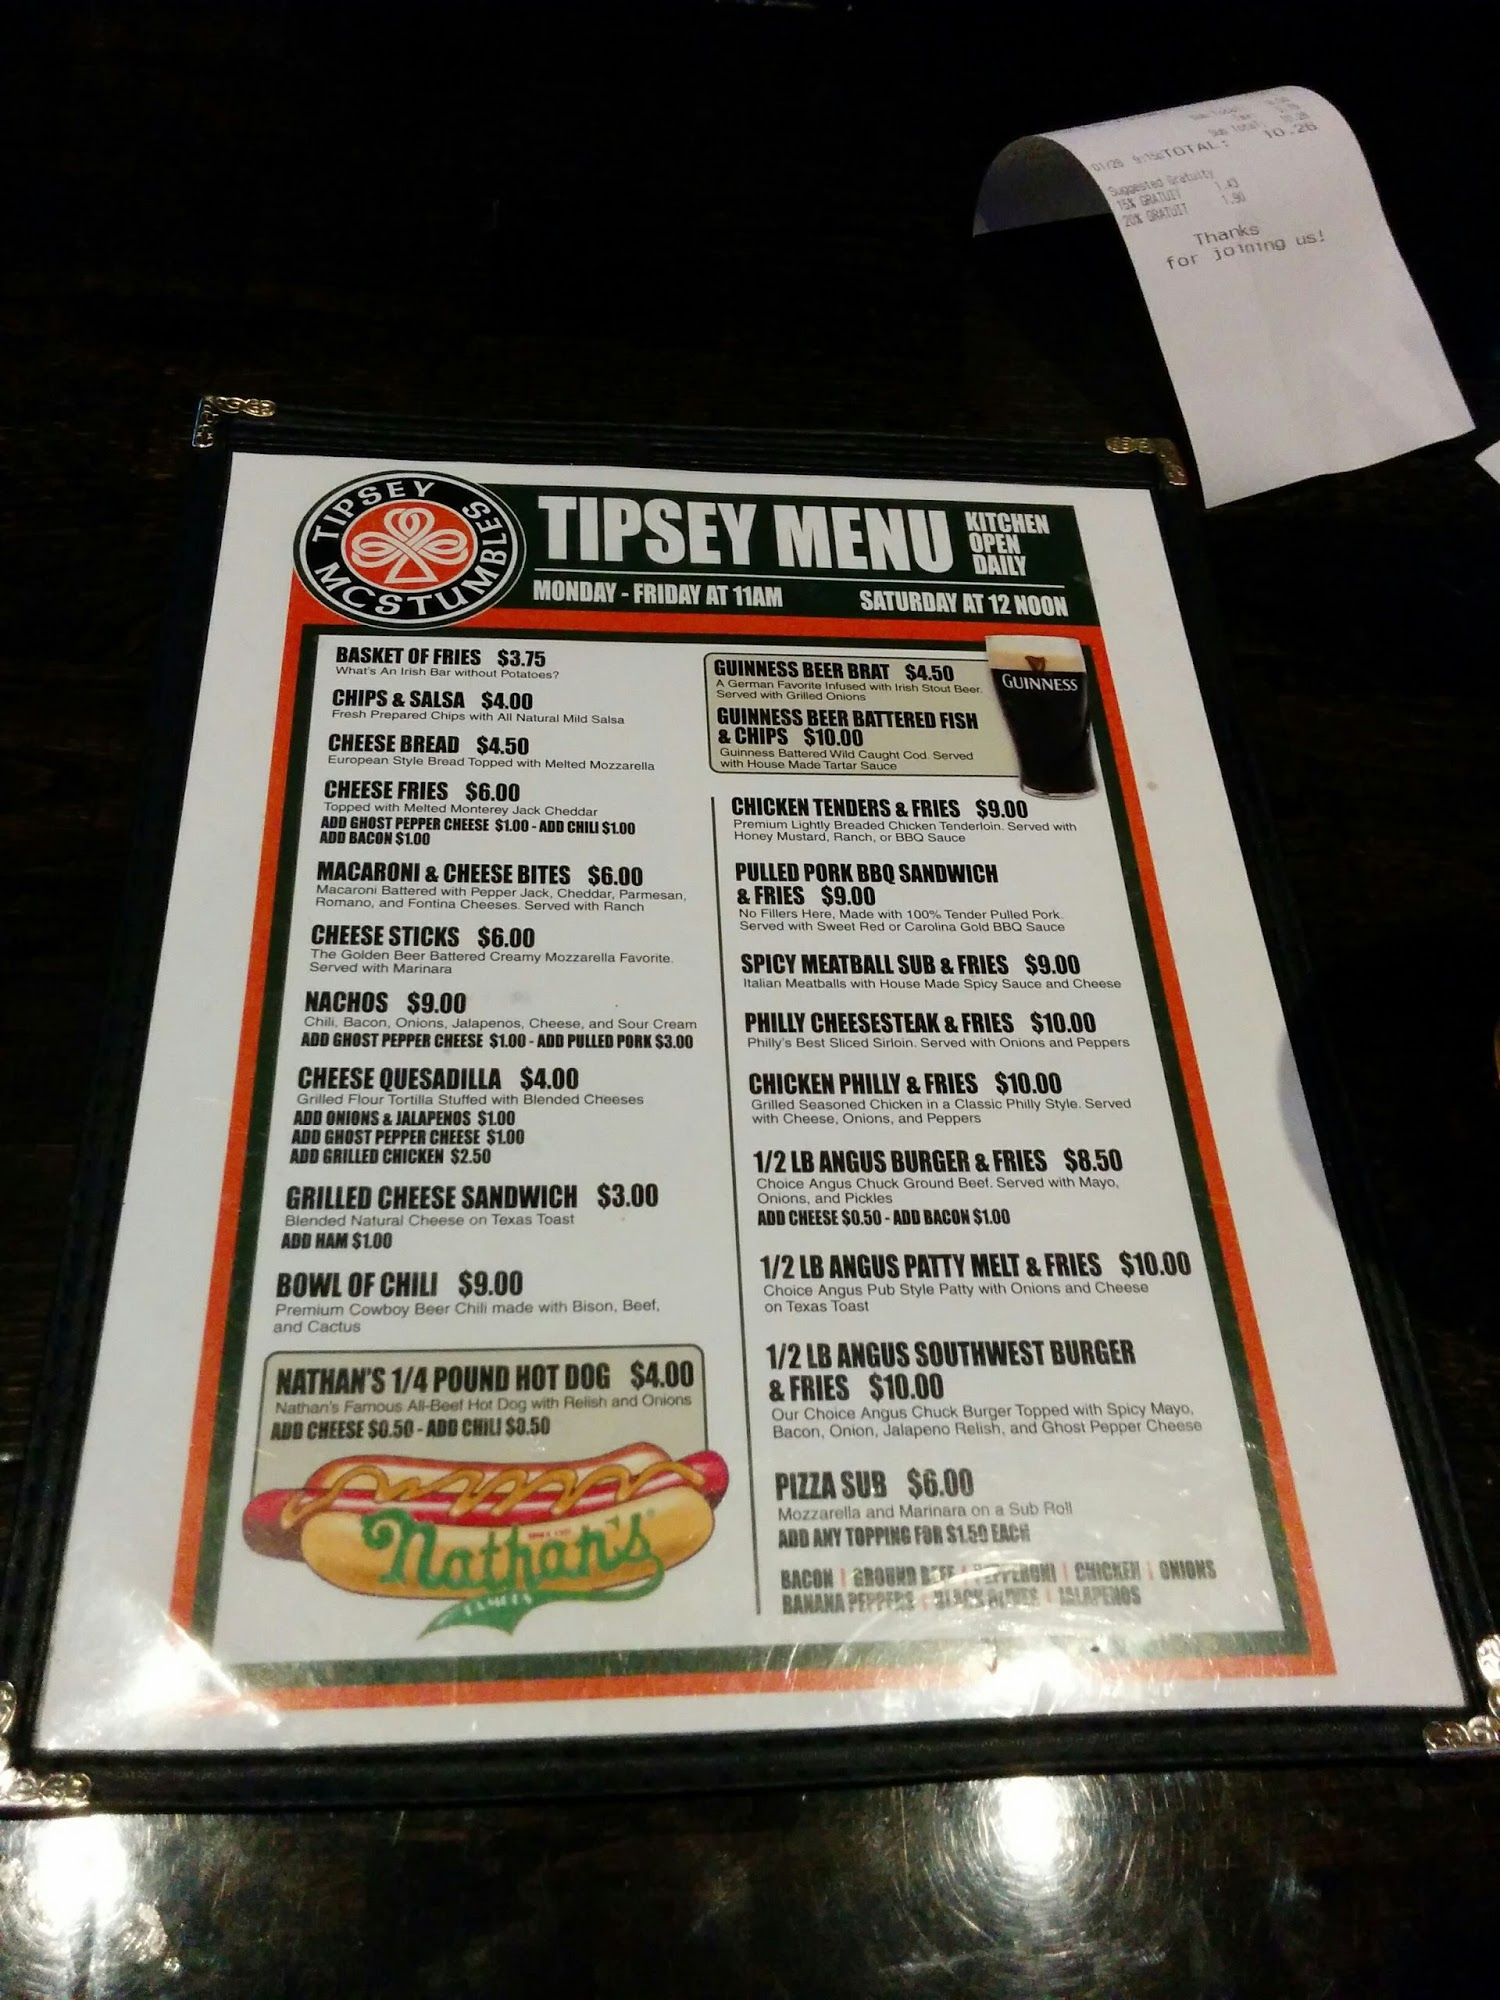 Sub Total:
Tax:
Sub Total: 10.26
01/28 TOTAL: 10.26
Suggested Gratuity
15% GRATUIT 1.43
20% GRATUIT 1.90
Thanks
for joining us!
TIPSEY MCSTUMBLES
TIPSEY MENU
KITCHEN
OPEN
DAILY
MONDAY - FRIDAY AT 11AM SATURDAY AT 12 NOON
BASKET OF FRIES $3.75
What's An Irish Bar without Potatoes?
CHIPS & SALSA $4.00
Fresh Prepared Chips with All Natural Mild Salsa
CHEESE BREAD $4.50
European Style Bread Topped with Melted Mozzarella
CHEESE FRIES $6.00
Topped with Melted Monterey Jack Cheddar
ADD GHOST PEPPER CHEESE $1.00 - ADD CHILI $1.00
ADD BACON $1.00
MACARONI & CHEESE BITES $6.00
Macaroni Battered with Pepper Jack, Cheddar, Parmesan,
Romano, and Fontina Cheeses. Served with Ranch
CHEESE STICKS $6.00
The Golden Beer Battered Creamy Mozzarella Favorite.
Served with Marinara
NACHOS $9.00
Chili, Bacon, Onions, Jalapenos, Cheese, and Sour Cream
ADD GHOST PEPPER CHEESE $1.00 - ADD PULLED PORK $3.00
CHEESE QUESADILLA $4.00
Grilled Flour Tortilla Stuffed with Blended Cheeses
ADD ONIONS & JALAPENOS $1.00
ADD GHOST PEPPER CHEESE $1.00
ADD GRILLED CHICKEN $2.50
GRILLED CHEESE SANDWICH $3.00
Blended Natural Cheese on Texas Toast
ADD HAM $1.00
BOWL OF CHILI $9.00
Premium Cowboy Beer Chili made with Bison, Beef,
and Cactus
NATHAN'S 1/4 POUND HOT DOG $4.00
Nathan's Famous All-Beef Hot Dog with Relish and Onions
ADD CHEESE $0.50 - ADD CHILI $0.50
Nathan's
FAMOUS
GUINNESS BEER BRAT $4.50
A German Favorite Infused with Irish Stout Beer.
Served with Grilled Onions
GUINNESS BEER BATTERED FISH
& CHIPS $10.00
Guinness Battered Wild Caught Cod. Served
with House Made Tartar Sauce
GUINNESS
CHICKEN TENDERS & FRIES $9.00
Premium Lightly Breaded Chicken Tenderloin. Served with
Honey Mustard, Ranch, or BBQ Sauce
PULLED PORK BBQ SANDWICH
& FRIES $9.00
No Fillers Here, Made with 100% Tender Pulled Pork.
Served with Sweet Red or Carolina Gold BBQ Sauce
SPICY MEATBALL SUB & FRIES $9.00
Italian Meatballs with House Made Spicy Sauce and Cheese
PHILLY CHEESESTEAK & FRIES $10.00
Philly's Best Sliced Sirloin. Served with Onions and Peppers
CHICKEN PHILLY & FRIES $10.00
Grilled Seasoned Chicken in a Classic Philly Style. Served
with Cheese, Onions, and Peppers
1/2 LB ANGUS BURGER & FRIES $8.50
Choice Angus Chuck Ground Beef. Served with Mayo,
Onions, and Pickles
ADD CHEESE $0.50 - ADD BACON $1.00
1/2 LB ANGUS PATTY MELT & FRIES $10.00
Choice Angus Pub Style Patty with Onions and Cheese
on Texas Toast
1/2 LB ANGUS SOUTHWEST BURGER
& FRIES $10.00
Our Choice Angus Chuck Burger Topped with Spicy Mayo,
Bacon, Onion, Jalapeno Relish, and Ghost Pepper Cheese
PIZZA SUB $6.00
Mozzarella and Marinara on a Sub Roll
ADD ANY TOPPING FOR $1.50 EACH
BACON | GROUND BEEF | PEPPERONI | CHICKEN | ONIONS
BANANA PEPPERS | BLACK OLIVES | JALAPENOS